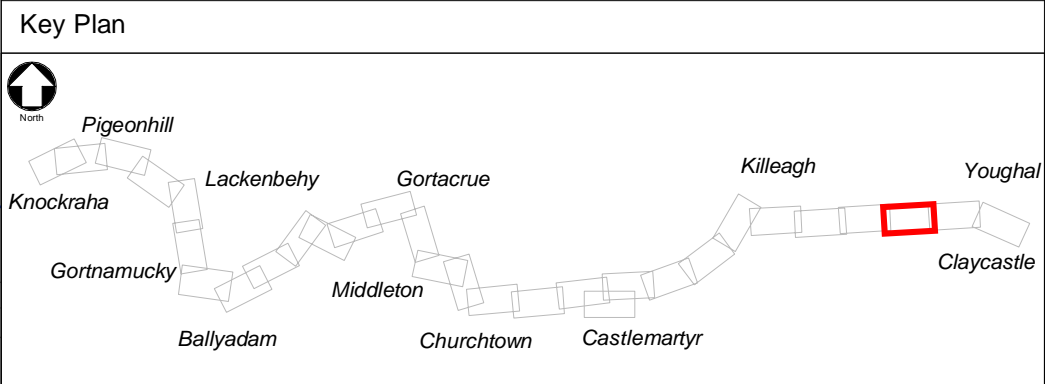 Key Plan
North
Pigeonhill
Killeagh
Youghal
Lackenbehy
Gortacrue
Knockraha
Gortnamucky
Middleton
Claycastle
Ballyadam
Churchtown
Castlemartyr